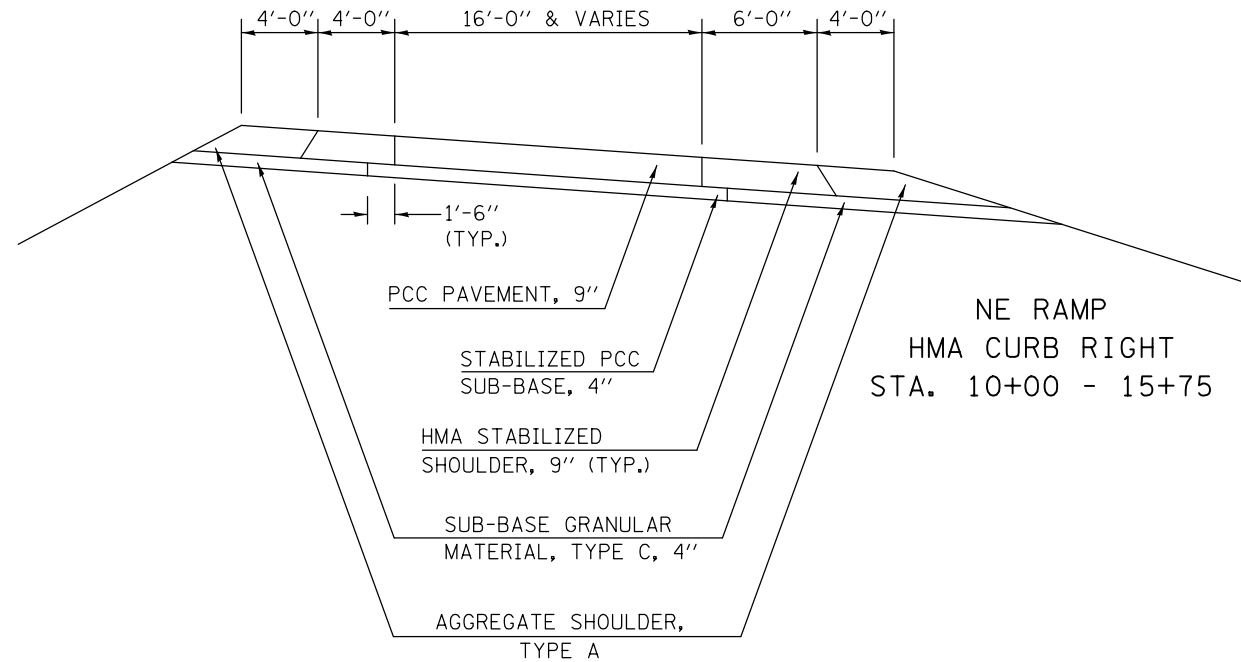 4'-0" 4'-0" 16'-0" & VARIES 6'-0" 4'-0"
1'-6"
(TYP.)
PCC PAVEMENT, 9"
STABILIZED PCC
SUB-BASE, 4"
HMA STABILIZED
SHOULDER, 9" (TYP.)
SUB-BASE GRANULAR
MATERIAL, TYPE C, 4"
AGGREGATE SHOULDER,
TYPE A
NE RAMP
HMA CURB RIGHT
STA. 10+00 - 15+75